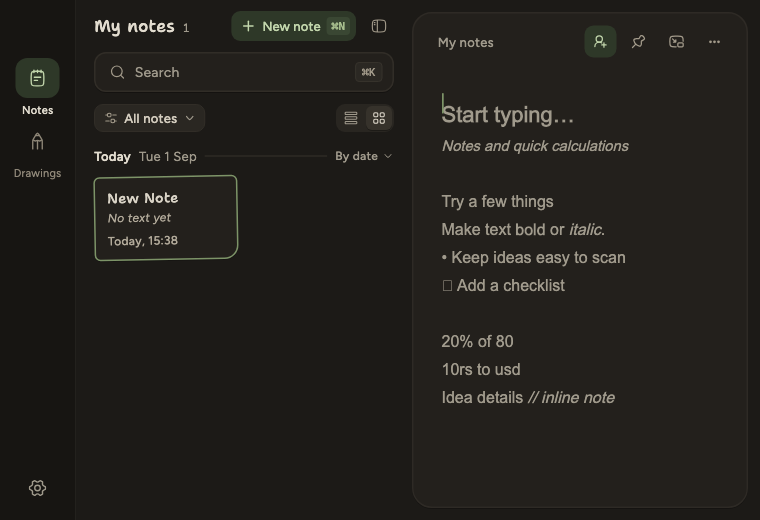 Notes
Drawings
My notes 1
New note ⌘N
Search ⌘K
All notes
Today Tue 1 Sep By date
New Note
No text yet
Today, 15:38
My notes
Start typing...
Notes and quick calculations
Try a few things
Make text bold or italic.
• Keep ideas easy to scan
☐ Add a checklist
20% of 80
10rs to usd
Idea details // inline note